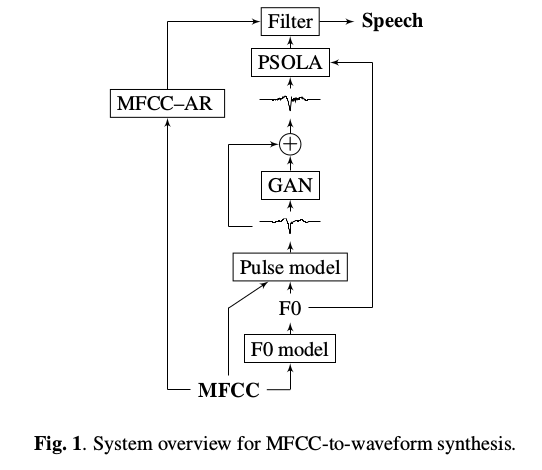 Filter
Speech
PSOLA
MFCC–AR
+
GAN
Pulse model
F0
F0 model
MFCC
Fig. 1. System overview for MFCC-to-waveform synthesis.